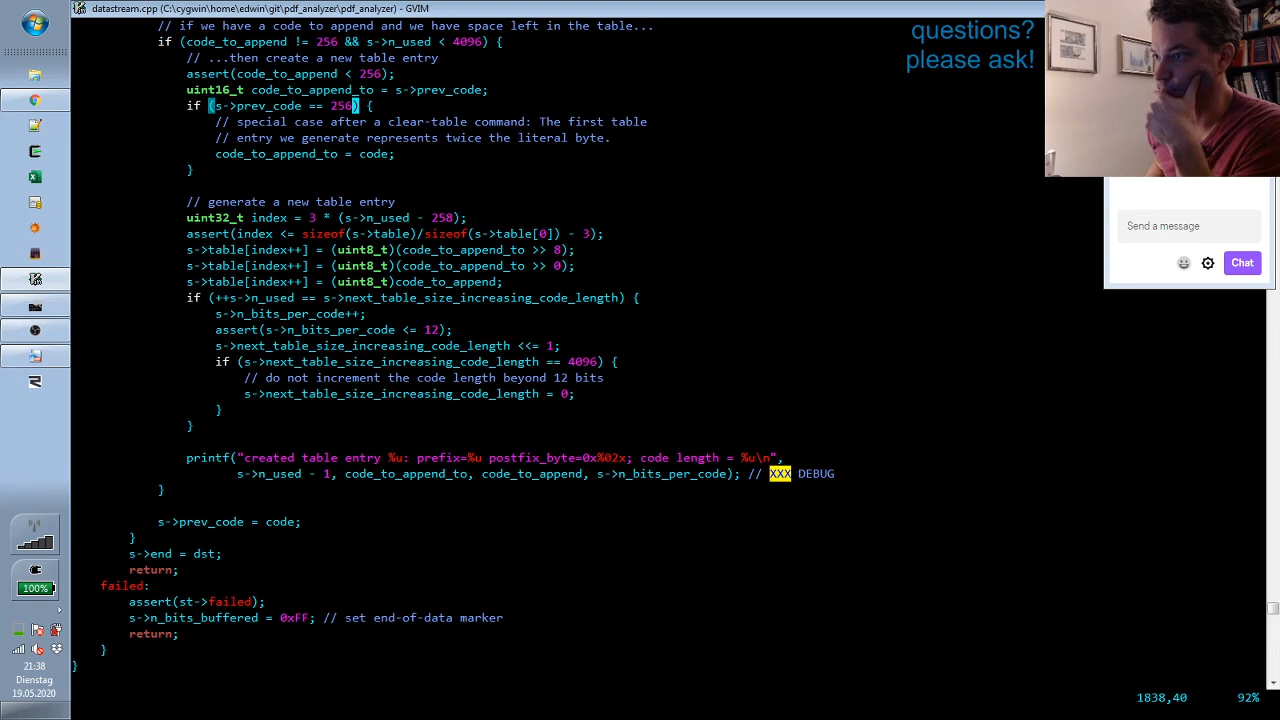 datastream.cpp (C:\cygwin\home\edwin\git\pdf_analyzer\pdf_analyzer) - GVIM
// if we have a code to append and we have space left in the table...
if (code_to_append != 256 && s->n_used < 4096) {
// ...then create a new table entry
assert(code_to_append < 256);
uint16_t code_to_append_to = s->prev_code;
if (s->prev_code == 256) {
// special case after a clear-table command: The first table
// entry we generate represents twice the literal byte.
code_to_append_to = code;
}
// generate a new table entry
uint32_t index = 3 * (s->n_used - 258);
assert(index <= sizeof(s->table)/sizeof(s->table[0]) - 3);
s->table[index++] = (uint8_t)(code_to_append_to >> 8);
s->table[index++] = (uint8_t)(code_to_append_to >> 0);
s->table[index++] = (uint8_t)code_to_append;
if (++s->n_used == s->next_table_size_increasing_code_length) {
s->n_bits_per_code++;
assert(s->n_bits_per_code <= 12);
s->next_table_size_increasing_code_length <<= 1;
if (s->next_table_size_increasing_code_length == 4096) {
// do not increment the code length beyond 12 bits
s->next_table_size_increasing_code_length = 0;
}
}
printf("created table entry %u: prefix=%u postfix_byte=0x%02x; code length = %u\n",
s->n_used - 1, code_to_append_to, code_to_append, s->n_bits_per_code); // XXX DEBUG
}
s->prev_code = code;
}
s->end = dst;
return;
failed:
assert(st->failed);
s->n_bits_buffered = 0xFF; // set end-of-data marker
return;
}
}
1838,40 92%
questions?
please ask!
Send a message
Chat
100%
21:38
Dienstag
19.05.2020